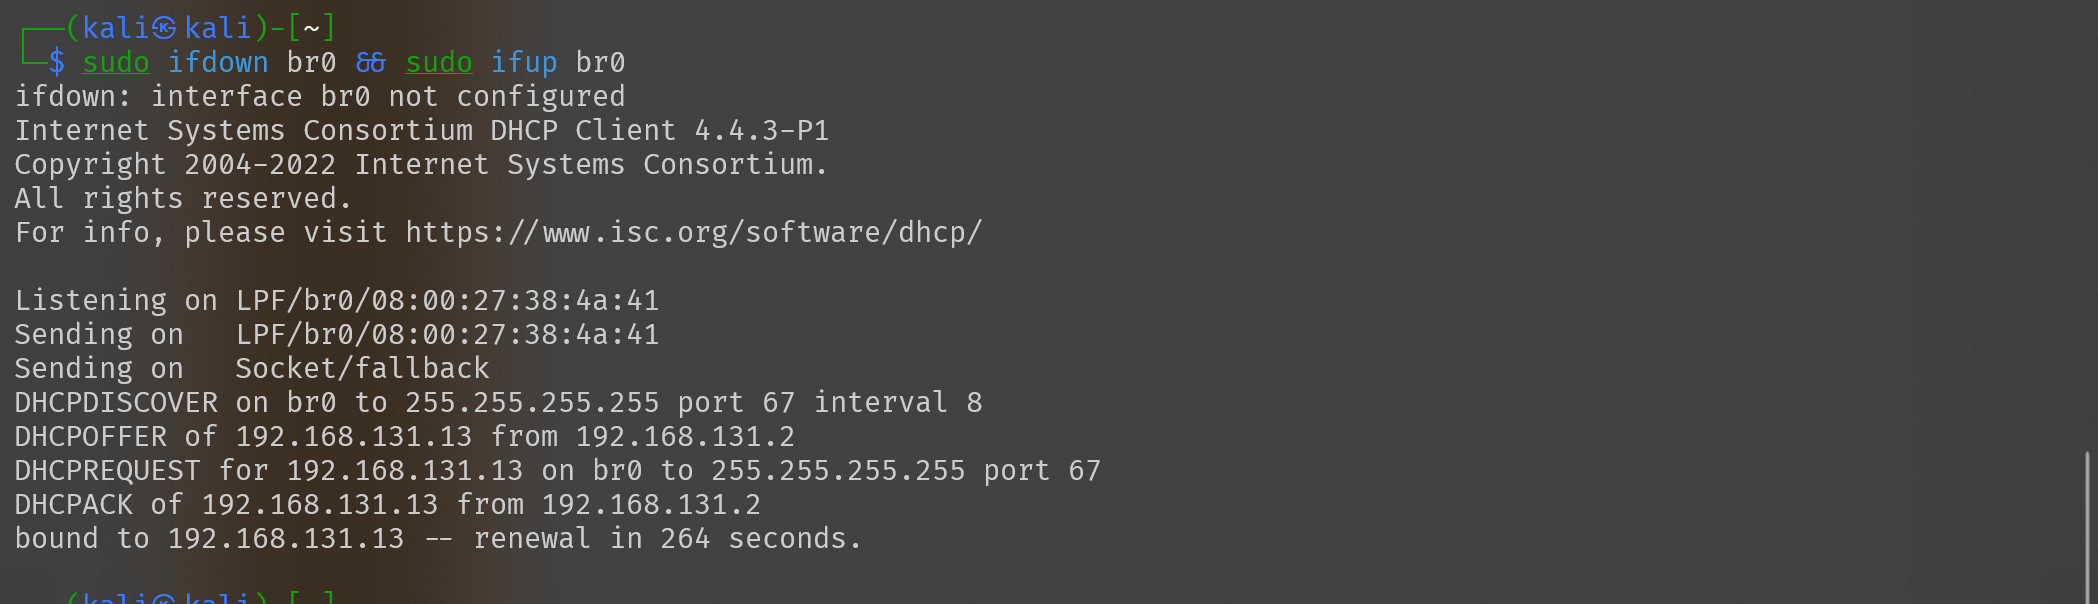 ┌──(kali㉿kali)-[~]
└─$ sudo ifdown br0 && sudo ifup br0
ifdown: interface br0 not configured
Internet Systems Consortium DHCP Client 4.4.3-P1
Copyright 2004-2022 Internet Systems Consortium.
All rights reserved.
For info, please visit https://www.isc.org/software/dhcp/
Listening on LPF/br0/08:00:27:38:4a:41
Sending on   LPF/br0/08:00:27:38:4a:41
Sending on   Socket/fallback
DHCPDISCOVER on br0 to 255.255.255.255 port 67 interval 8
DHCPOFFER of 192.168.131.13 from 192.168.131.2
DHCPREQUEST for 192.168.131.13 on br0 to 255.255.255.255 port 67
DHCPACK of 192.168.131.13 from 192.168.131.2
bound to 192.168.131.13 -- renewal in 264 seconds.
(kali㉿kali)-[~]